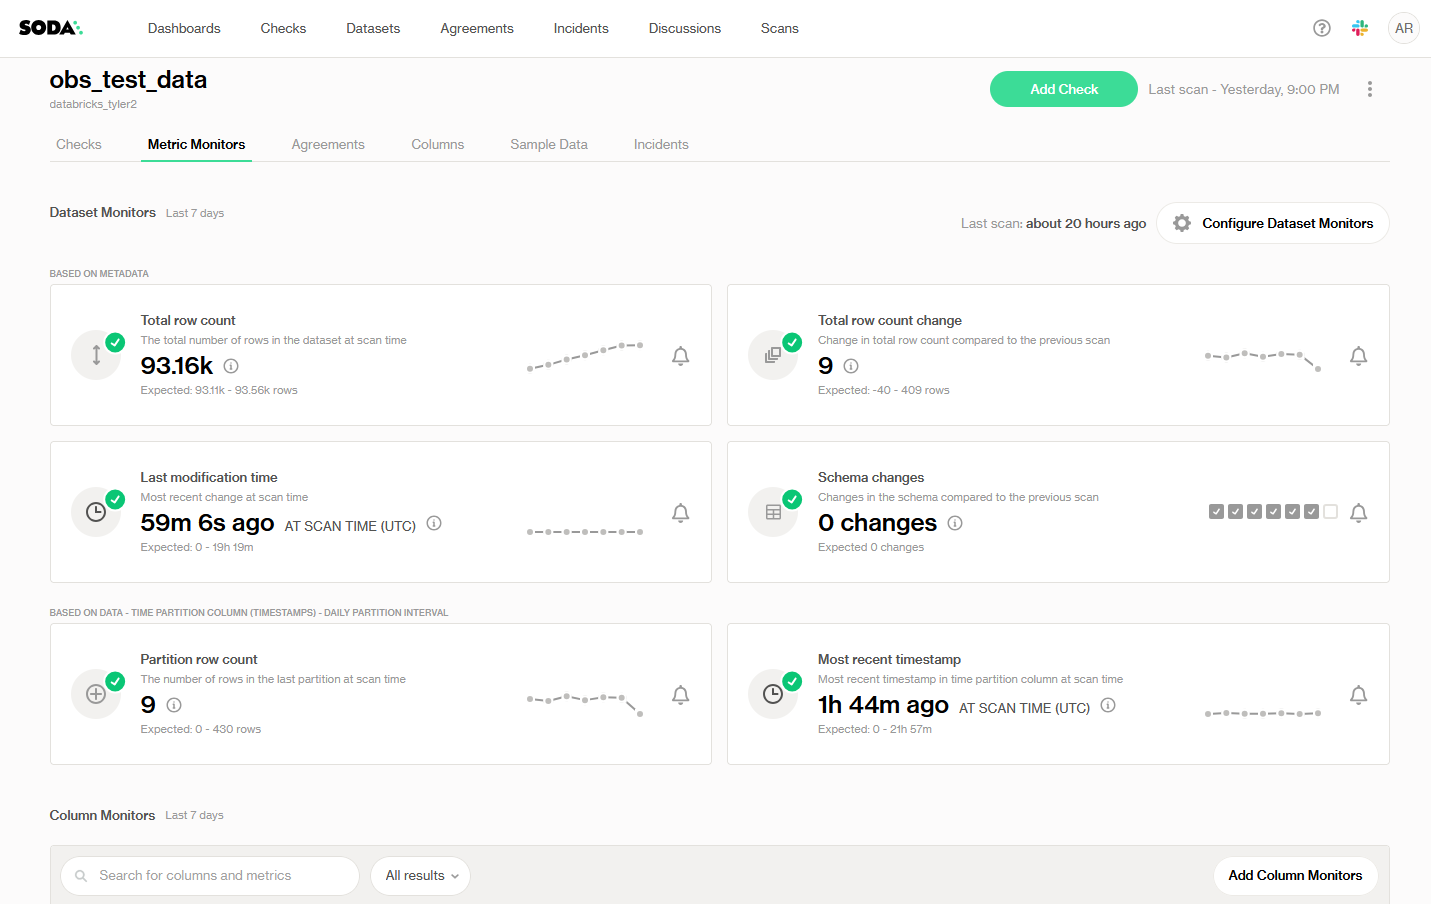 SODA
Dashboards
Checks
Datasets
Agreements
Incidents
Discussions
Scans
AR
obs_test_data
databricks_tyler2
Add Check
Last scan - Yesterday, 9:00 PM
Checks
Metric Monitors
Agreements
Columns
Sample Data
Incidents
Dataset Monitors
Last 7 days
Last scan: about 20 hours ago
Configure Dataset Monitors
BASED ON METADATA
Total row count
The total number of rows in the dataset at scan time
93.16k
Expected: 93.11k - 93.56k rows
Total row count change
Change in total row count compared to the previous scan
9
Expected: -40 - 409 rows
Last modification time
Most recent change at scan time
59m 6s ago AT SCAN TIME (UTC)
Expected: 0 - 19h 19m
Schema changes
Changes in the schema compared to the previous scan
0 changes
Expected 0 changes
BASED ON DATA - TIME PARTITION COLUMN (TIMESTAMPS) - DAILY PARTITION INTERVAL
Partition row count
The number of rows in the last partition at scan time
9
Expected: 0 - 430 rows
Most recent timestamp
Most recent timestamp in time partition column at scan time
1h 44m ago AT SCAN TIME (UTC)
Expected: 0 - 21h 57m
Column Monitors
Last 7 days
Search for columns and metrics
All results
Add Column Monitors